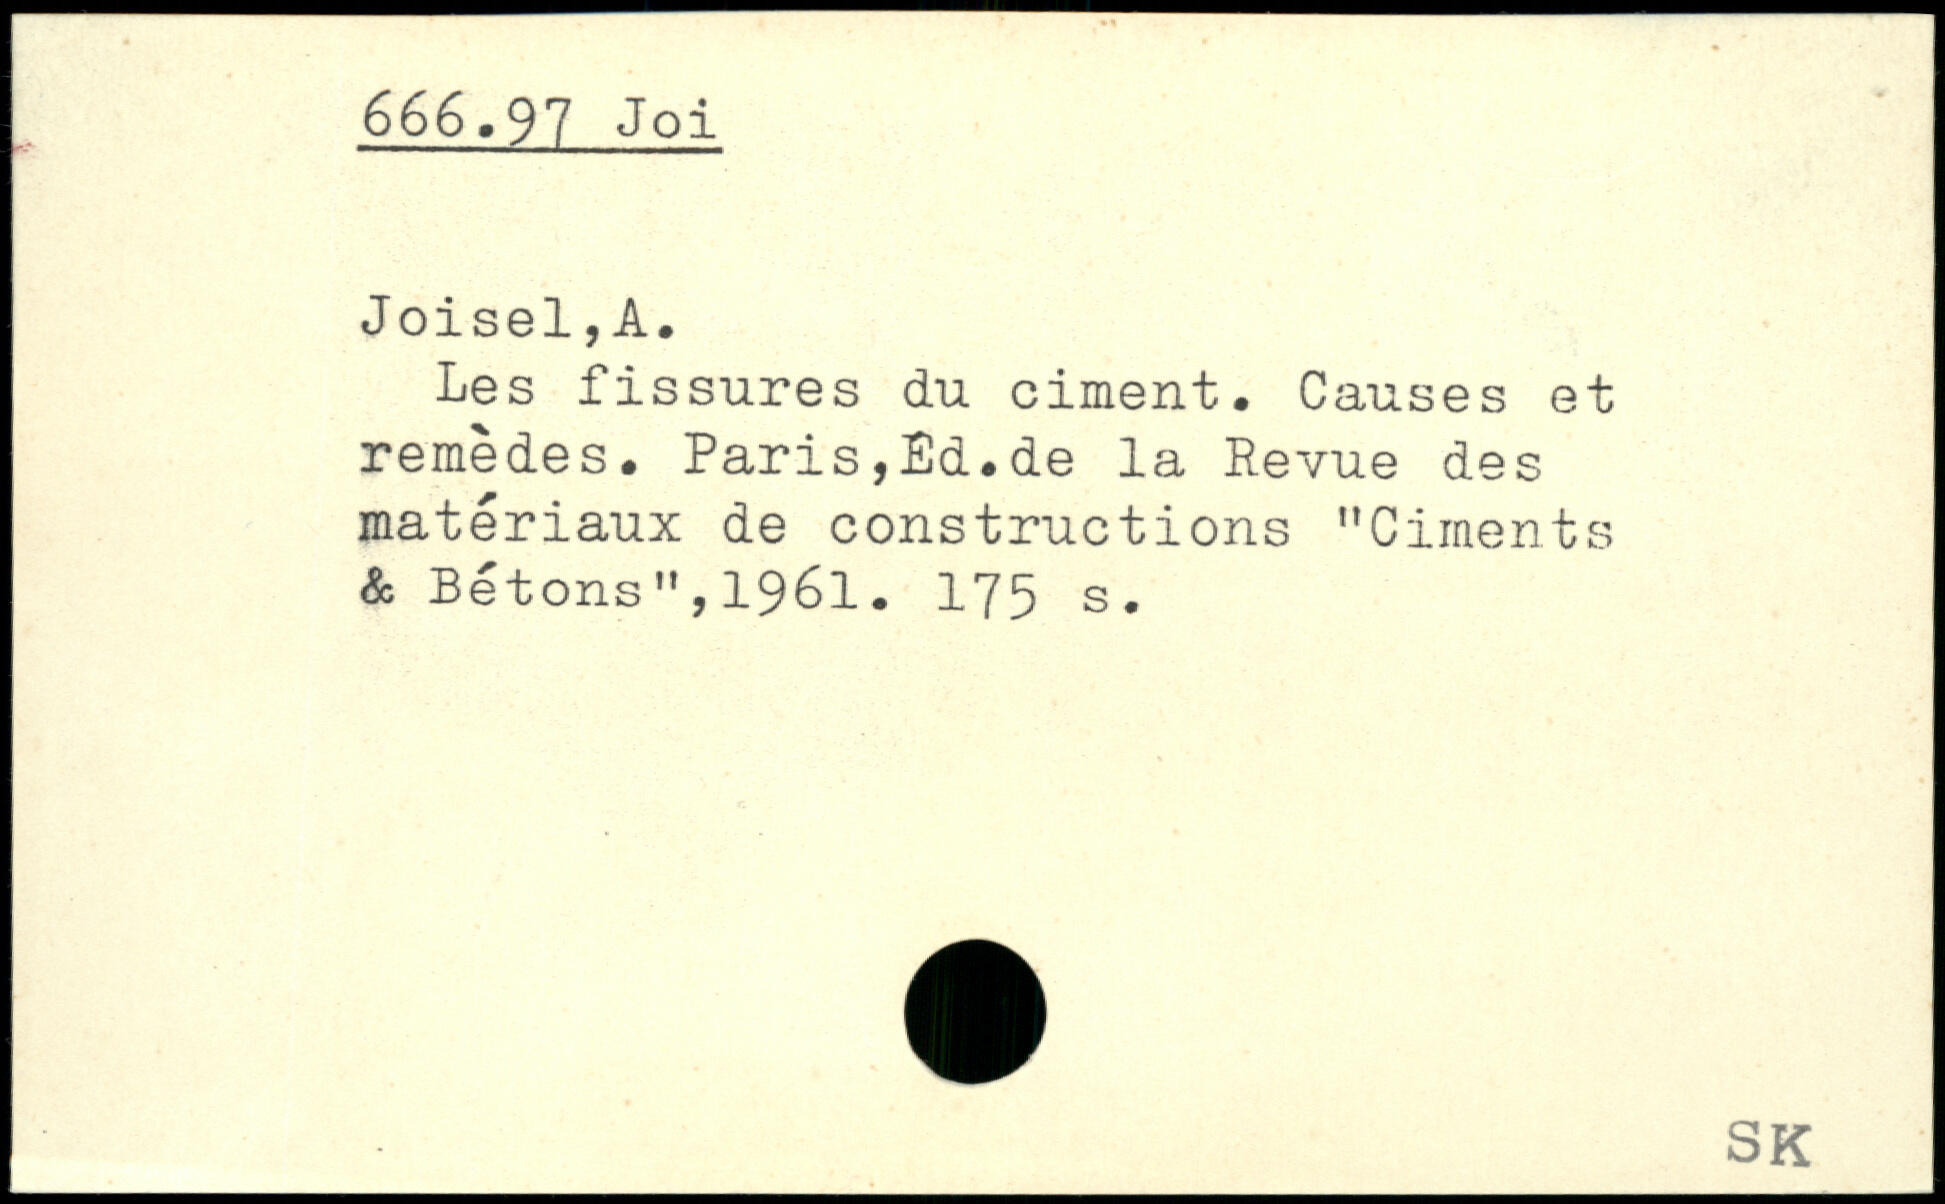 666.97 Joi
Joisel,A.
Les fissures du ciment. Causes et
remèdes. Paris,Éd.de la Revue des
matériaux de constructions "Ciments
& Bétons",1961. 175 s.
SK